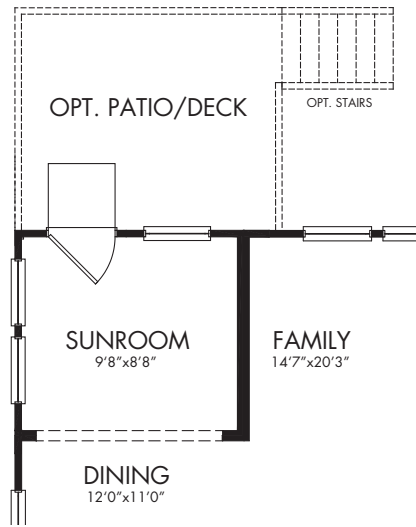 OPT. PATIO/DECK
OPT. STAIRS
SUNROOM
9'8"x8'8"
FAMILY
14'7"x20'3"
DINING
12'0"x11'0"